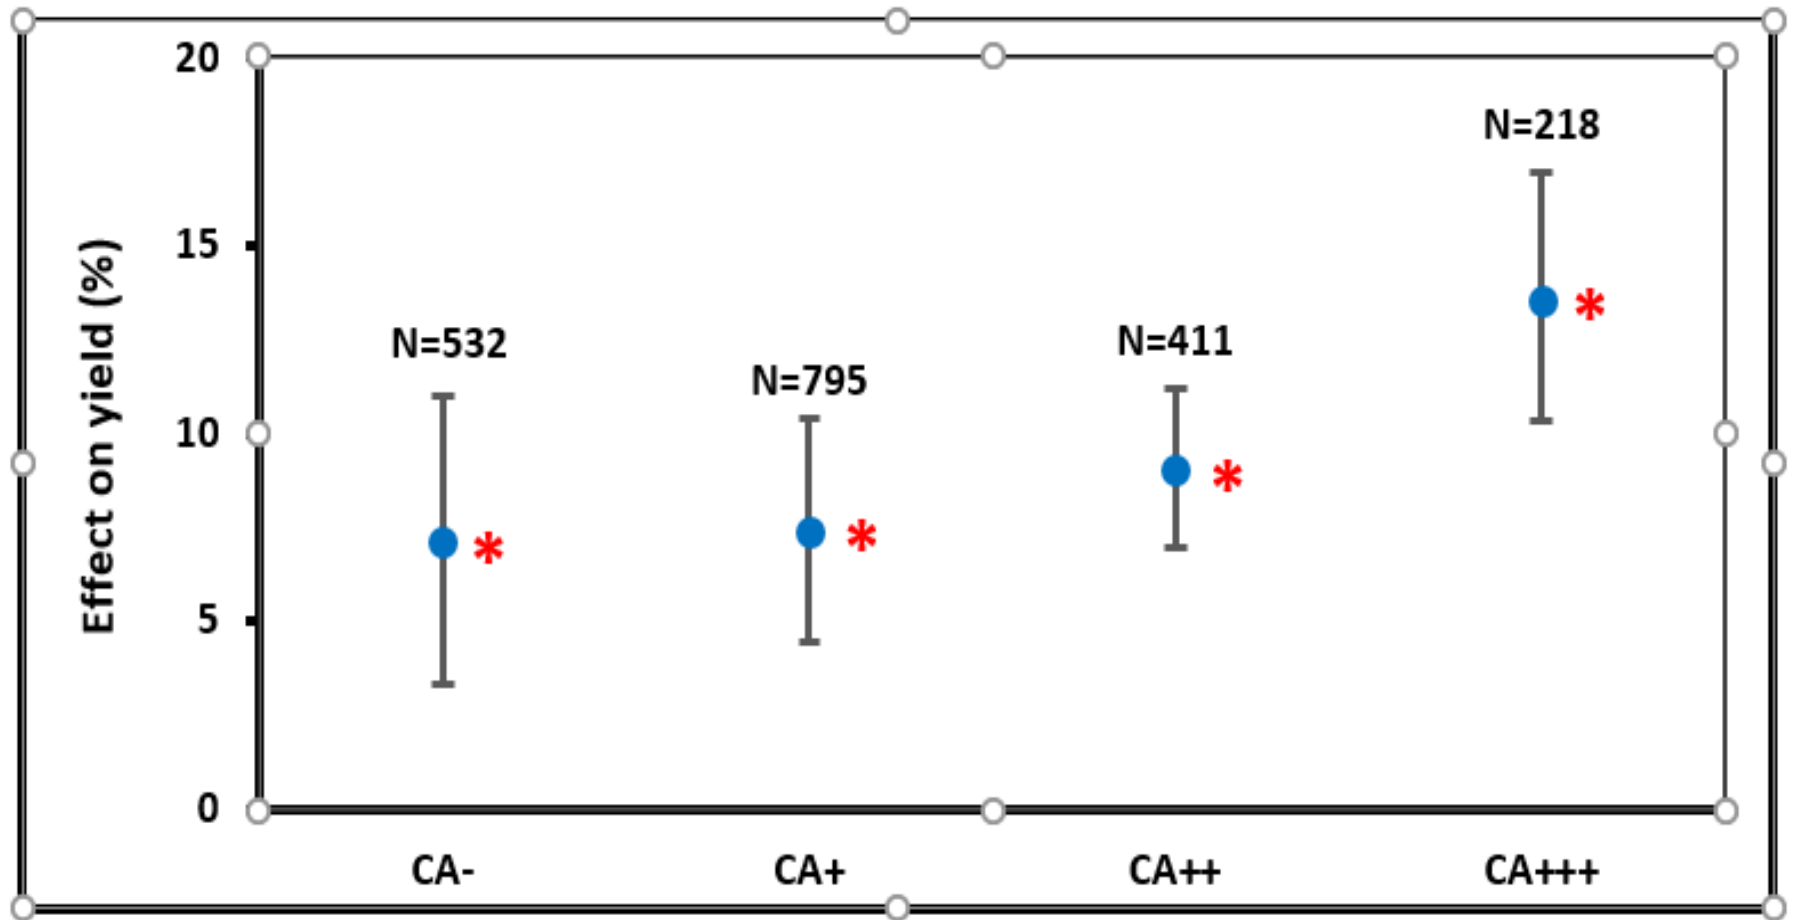 Effect on yield (%)
20
15
10
5
0
N=532
N=795
N=411
N=218
*
*
*
*
CA-
CA+
CA++
CA+++